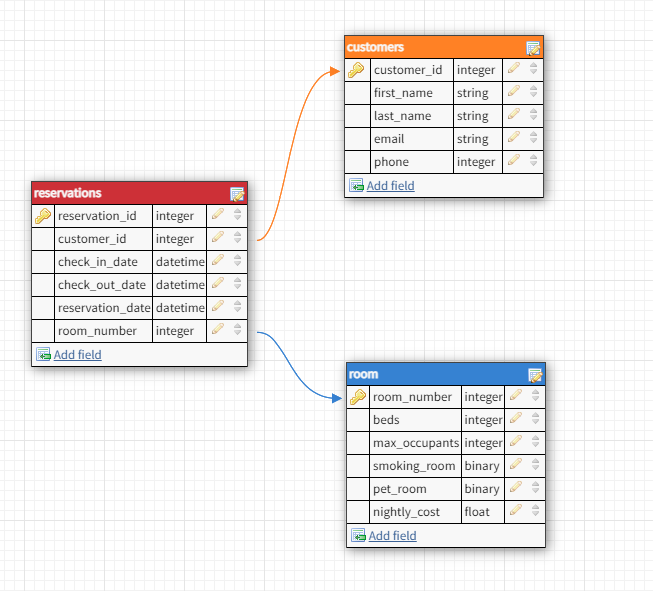 customers
customer_id integer
first_name string
last_name string
email string
phone integer
Add field
reservations
reservation_id integer
customer_id integer
check_in_date datetime
check_out_date datetime
reservation_date datetime
room_number integer
Add field
room
room_number integer
beds integer
max_occupants integer
smoking_room binary
pet_room binary
nightly_cost float
Add field